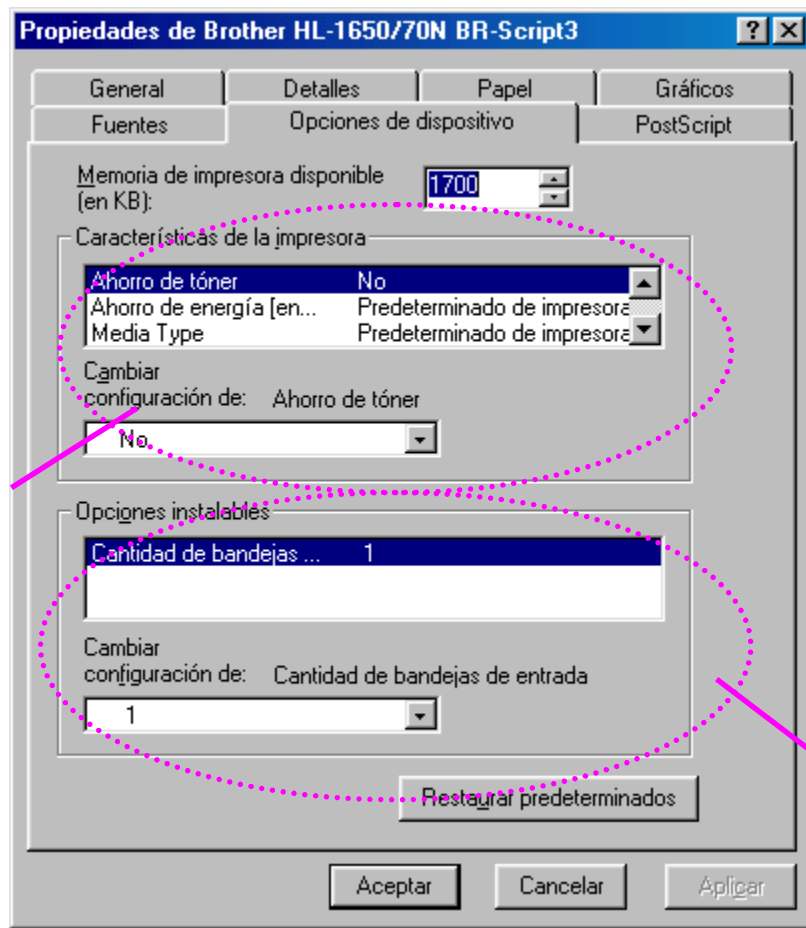 Propiedades de Brother HL-1650/70N BR-Script3
General Detalles Papel Gráficos
Fuentes Opciones de dispositivo PostScript
Memoria de impresora disponible
(en KB):
1700
Características de la impresora
Ahorro de tóner No
Ahorro de energía [en... Predeterminado de impresora
Media Type Predeterminado de impresora
Cambiar
configuración de: Ahorro de tóner
No
Opciones instalables
Cantidad de bandejas ... 1
Cambiar
configuración de: Cantidad de bandejas de entrada
1
Restaurar predeterminados
Aceptar Cancelar Aplicar